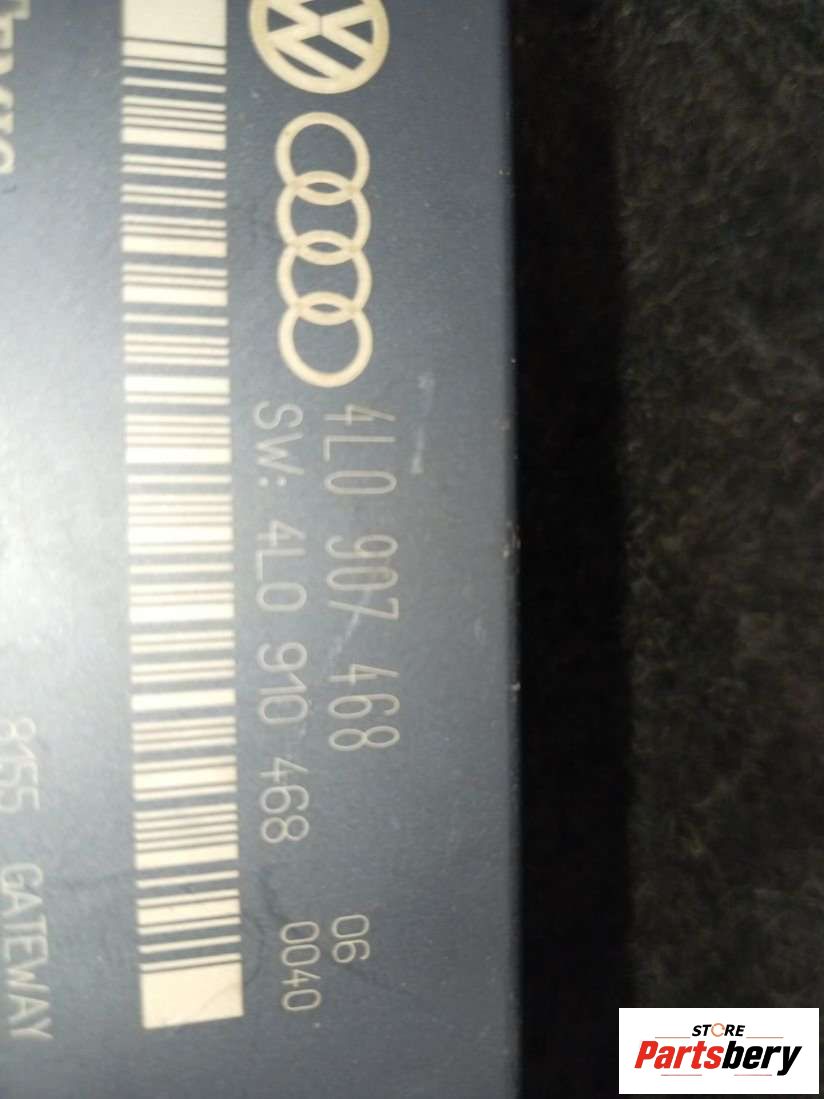 4L0 907 468 06
SW: 4L0 910 468 0040
8155 GATEWAY
STORE
Partsbery